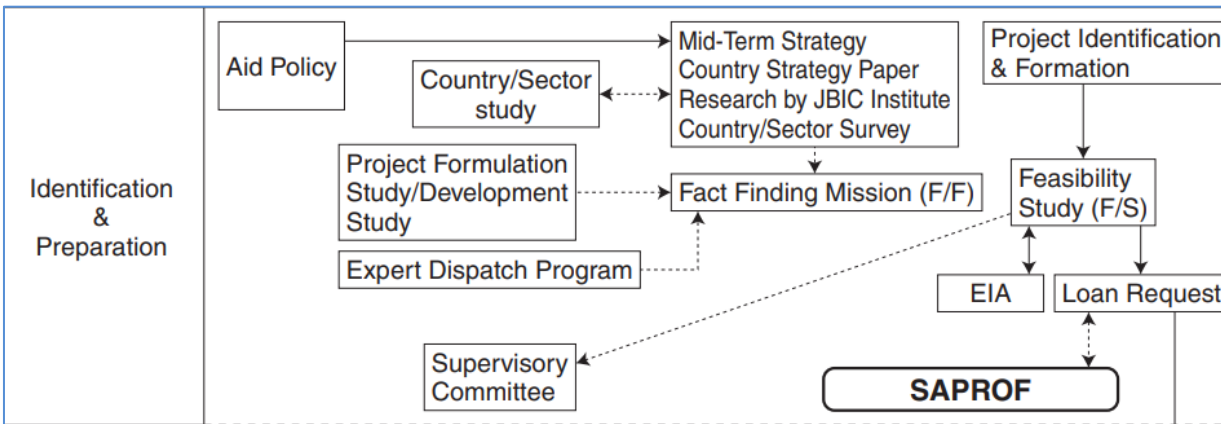 Identification
&
Preparation
Aid Policy
Country/Sector
study
Mid-Term Strategy
Country Strategy Paper
Research by JBIC Institute
Country/Sector Survey
Project Identification
& Formation
Project Formulation
Study/Development
Study
Fact Finding Mission (F/F)
Feasibility
Study (F/S)
Expert Dispatch Program
EIA
Loan Request
Supervisory
Committee
SAPROF